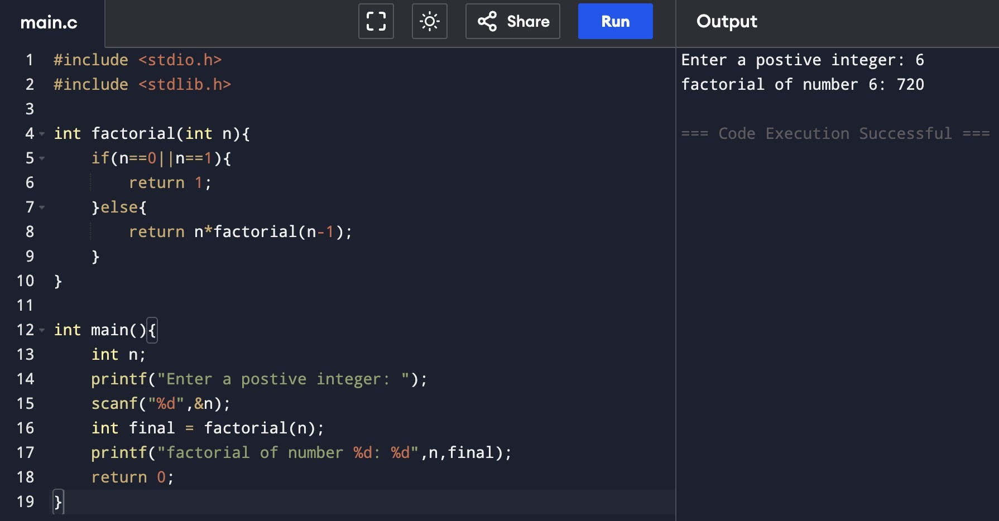 main.c
Share
Run
Output
1 #include <stdio.h>
2 #include <stdlib.h>
3
4 int factorial(int n){
5     if(n==0||n==1){
6         return 1;
7     }else{
8         return n*factorial(n-1);
9     }
10 }
11
12 int main(){
13     int n;
14     printf("Enter a postive integer: ");
15     scanf("%d",&n);
16     int final = factorial(n);
17     printf("factorial of number %d: %d",n,final);
18     return 0;
19 }
Enter a postive integer: 6
factorial of number 6: 720
=== Code Execution Successful ===